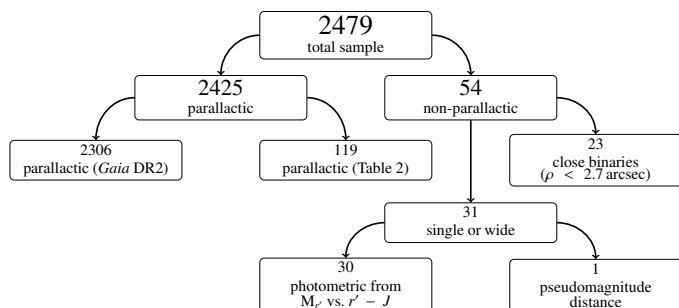 2479
total sample
2425
parallactic
54
non-parallactic
2306
parallactic (Gaia DR2)
119
parallactic (Table 2)
23
close binaries
(ρ < 2.7 arcsec)
31
single or wide
30
photometric from
M_r′ vs. r′ − J
1
pseudomagnitude
distance